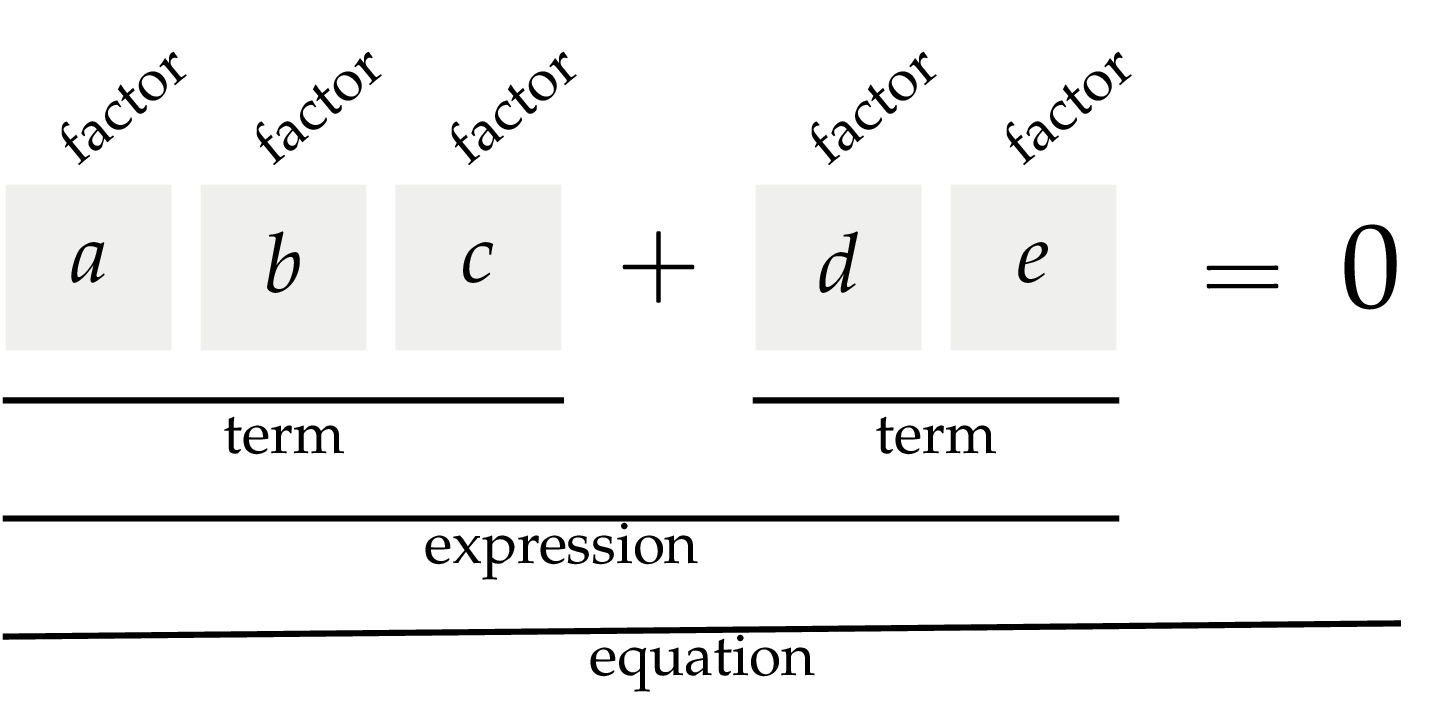 factor factor factor factor factor
a b c + d e = 0
term term
expression
equation